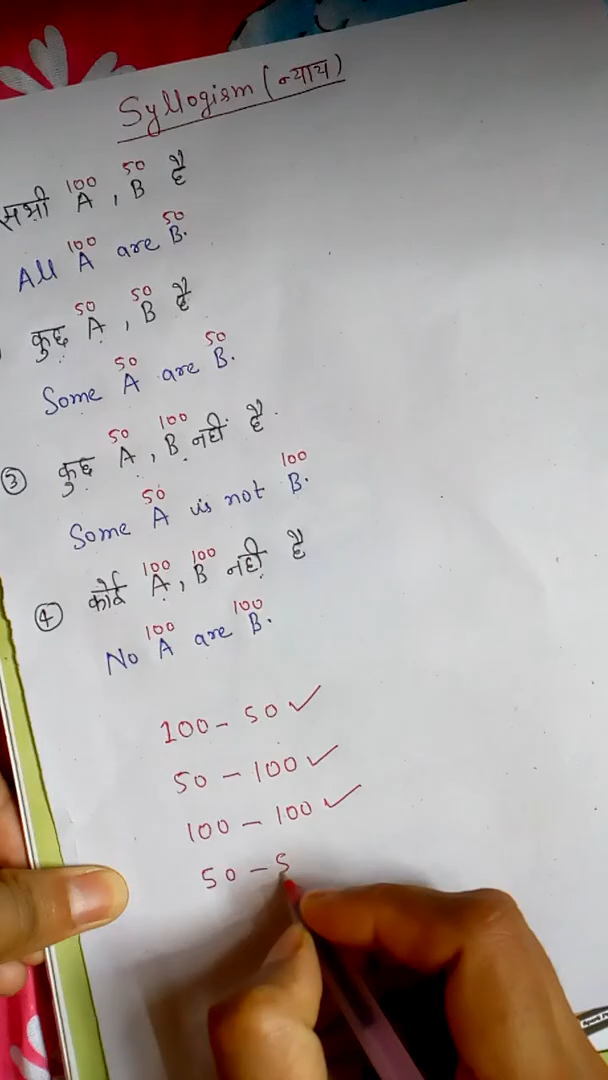 Syllogism (न्याय)
100 50
सभी A , B है
100 50
All A are B.
50 50
कुछ A , B है
50 50
Some A are B.
50 100
③ कुछ A , B नही है.
50 100
Some A is not B.
100 100
④ कोई A , B नही है
100 100
No A are B.
100 - 50 ✓
50 - 100 ✓
100 - 100 ✓
50 - 5